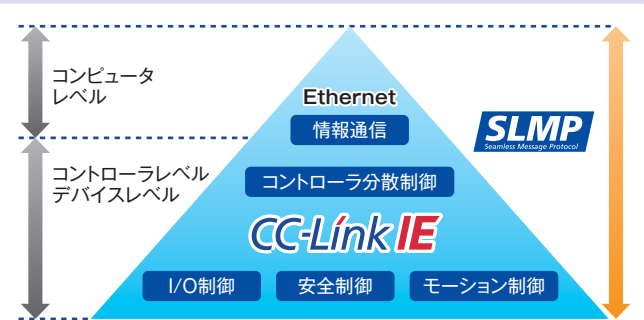 コンピュータ
レベル
Ethernet
情報通信
SLMP
Seamless Message Protocol
コントローラレベル
デバイスレベル
コントローラ分散制御
CC-Link IE
I/O制御
安全制御
モーション制御